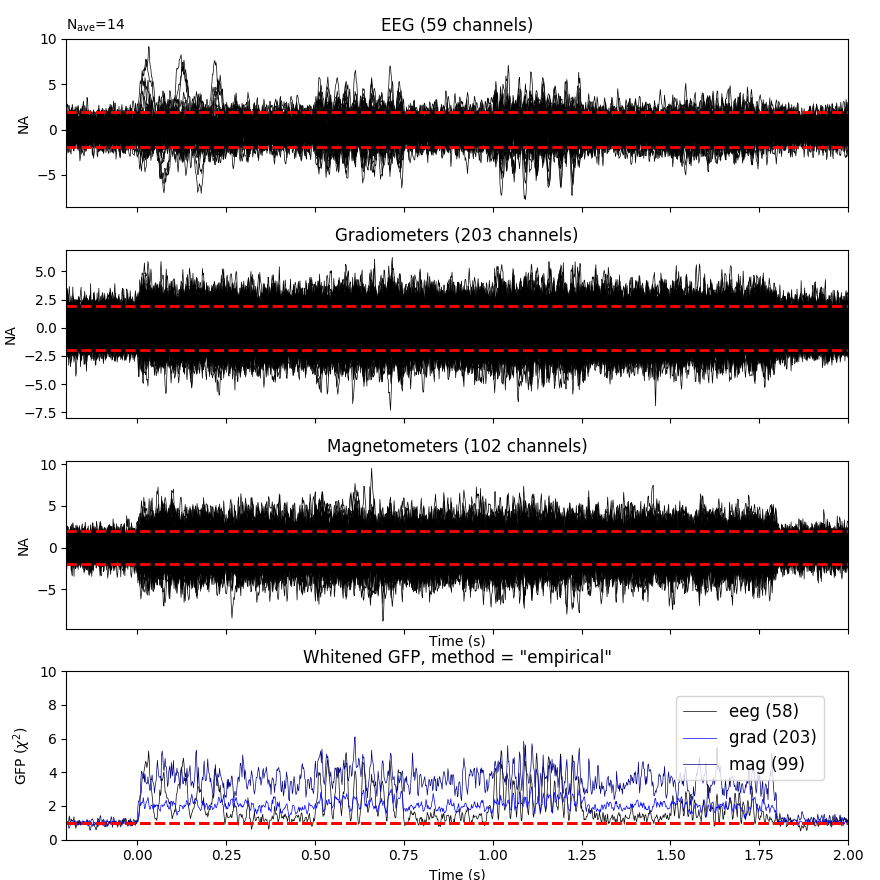 N_ave=14
EEG (59 channels)
10
5
0
−5
NA
Gradiometers (203 channels)
5.0
2.5
0.0
−2.5
−5.0
−7.5
NA
Magnetometers (102 channels)
10
5
0
−5
NA
Time (s)
Whitened GFP, method = "empirical"
10
8
6
4
2
0
GFP (χ²)
eeg (58)
grad (203)
mag (99)
0.00 0.25 0.50 0.75 1.00 1.25 1.50 1.75 2.00
Time (s)